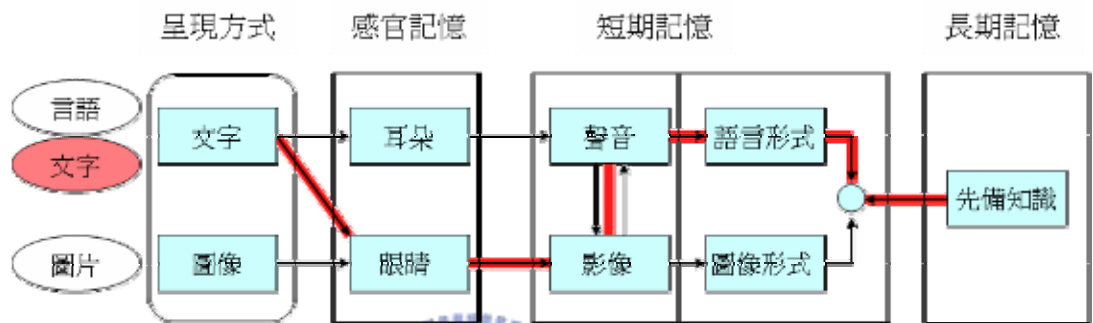 呈現方式 感官記憶 短期記憶 長期記憶
言語
文字
圖片
文字 耳朵 聲音 語言形式
先備知識
圖像 眼睛 影像 圖像形式